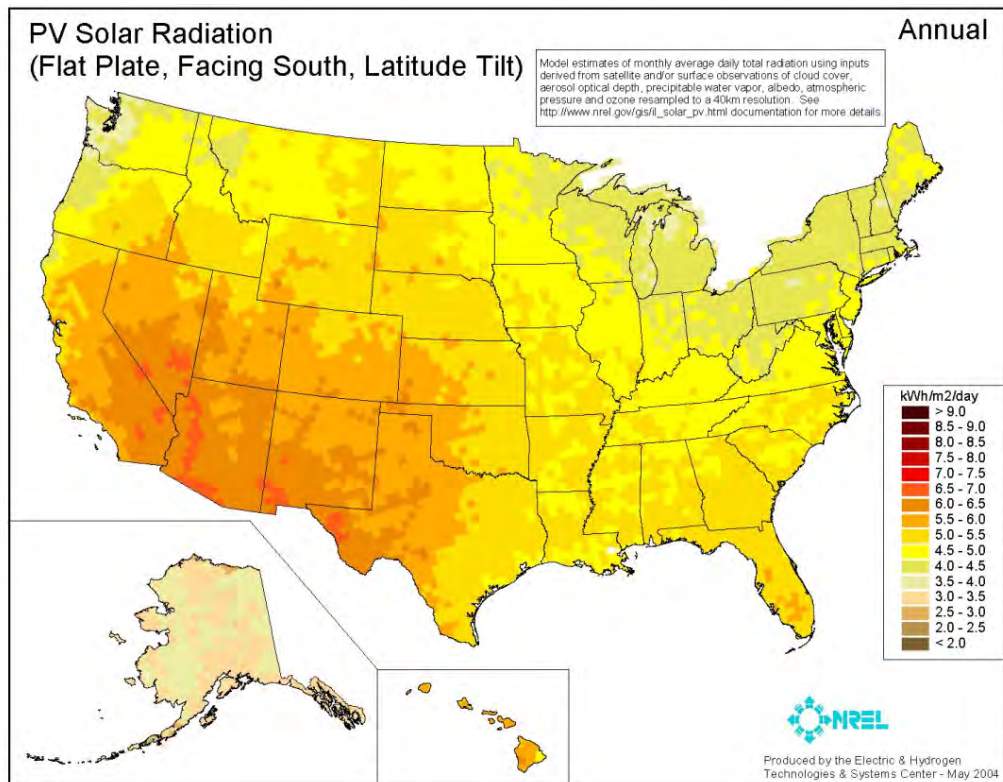 PV Solar Radiation
(Flat Plate, Facing South, Latitude Tilt)
Annual
Model estimates of monthly average daily total radiation using inputs
derived from satellite and/or surface observations of cloud cover,
aerosol optical depth, precipitable water vapor, albedo, atmospheric
pressure and ozone resampled to a 40km resolution. See
http://www.nrel.gov/gis/il_solar_pv.html documentation for more details.
kWh/m2/day
> 9.0
8.5 - 9.0
8.0 - 8.5
7.5 - 8.0
7.0 - 7.5
6.5 - 7.0
6.0 - 6.5
5.5 - 6.0
5.0 - 5.5
4.5 - 5.0
4.0 - 4.5
3.5 - 4.0
3.0 - 3.5
2.5 - 3.0
2.0 - 2.5
< 2.0
NREL
Produced by the Electric & Hydrogen
Technologies & Systems Center - May 2004